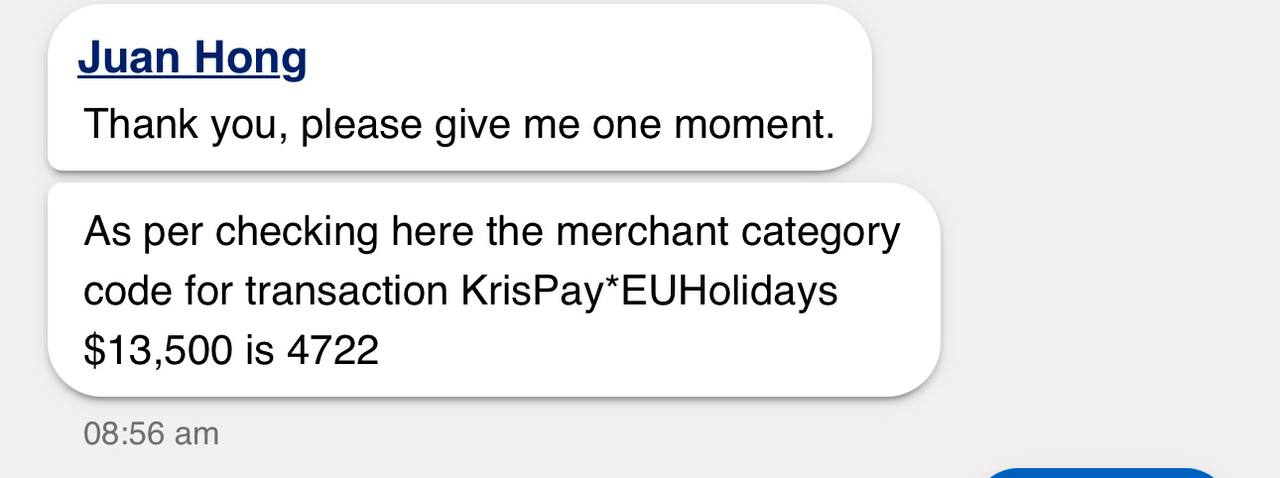 Juan Hong
Thank you, please give me one moment.
As per checking here the merchant category
code for transaction KrisPay*EUHolidays
$13,500 is 4722
08:56 am